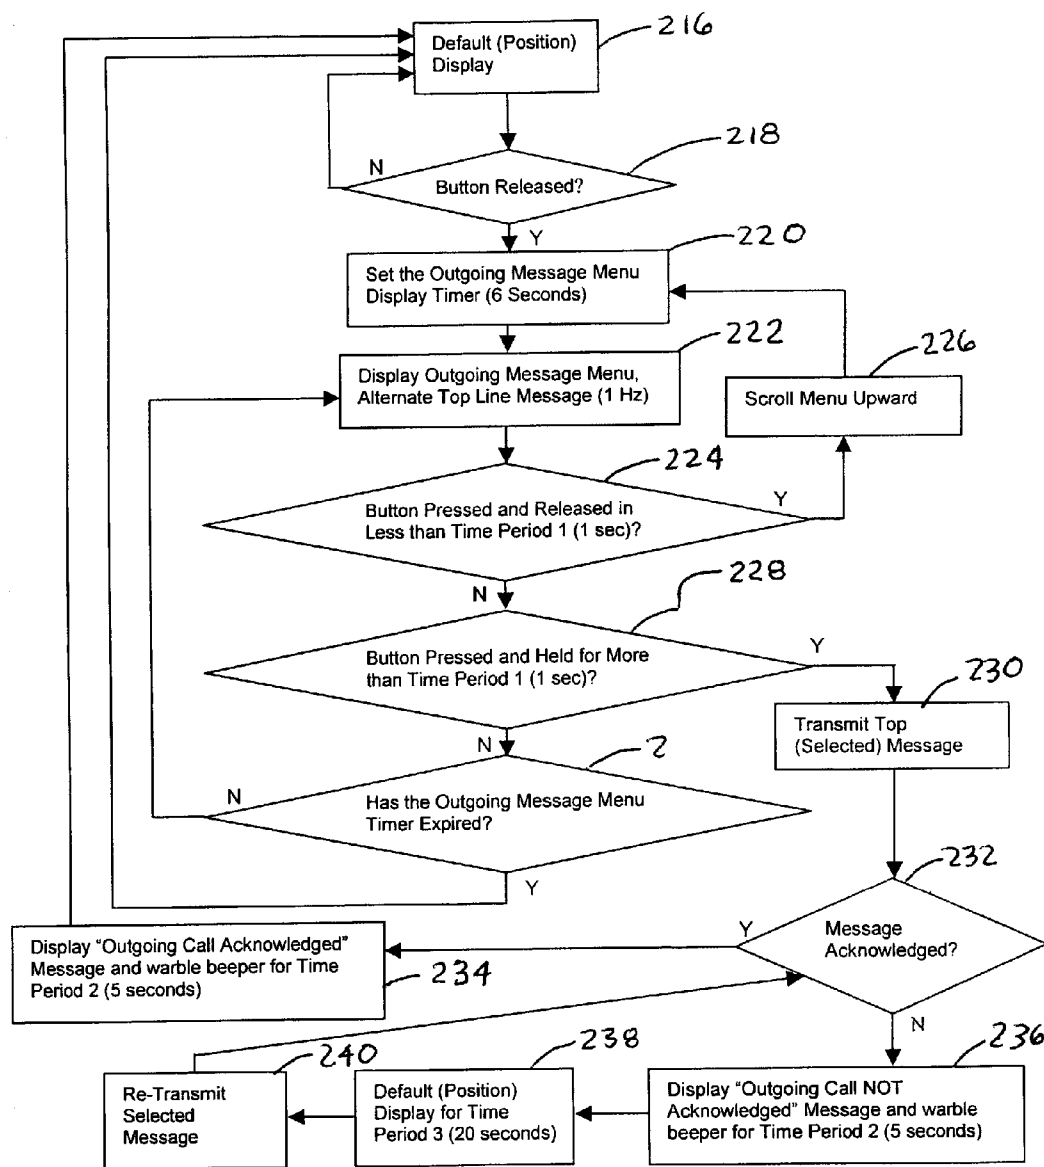 216
Default (Position)
Display
218
N
Button Released?
Y
220
Set the Outgoing Message Menu
Display Timer (6 Seconds)
222
Display Outgoing Message Menu,
Alternate Top Line Message (1 Hz)
226
Scroll Menu Upward
224
Y
Button Pressed and Released in
Less than Time Period 1 (1 sec)?
N
228
Y
Button Pressed and Held for More
than Time Period 1 (1 sec)?
230
Transmit Top
(Selected) Message
N
2
N
Has the Outgoing Message Menu
Timer Expired?
Y
232
Y
Message
Acknowledged?
Display "Outgoing Call Acknowledged"
Message and warble beeper for Time
Period 2 (5 seconds)
234
N
236
Display "Outgoing Call NOT
Acknowledged" Message and warble
beeper for Time Period 2 (5 seconds)
238
Default (Position)
Display for Time
Period 3 (20 seconds)
240
Re-Transmit
Selected
Message